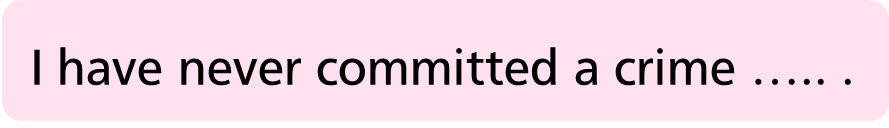 I have never committed a crime ..... .